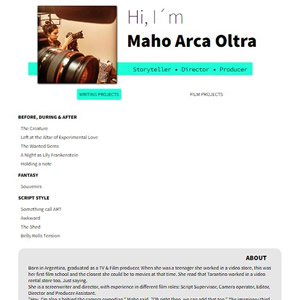 Hi, I´m
Maho Arca Oltra
Storyteller • Director • Producer
WRITING PROJECTS
FILM PROJECTS
BEFORE, DURING & AFTER
The Creature
Left at the Altar of Experimental Love
The Wanted Gems
A Night as Lily Frankenstein
Holding a note
FANTASY
Souvenirs
SCRIPT STYLE
Something call ART
Awkward
The Shed
Belly Rolls Tension
ABOUT
Born in Argentina, graduated as a TV & Film producer. When she was a teenager she worked in a video store, this was
her first film school and the closest she could be to movies at that time. She read that Tarantino worked in a video
rental store too. Just saying.
She is a screenwriter and director, with experience in different film roles: Script Supervisor, Camera operator, Editor,
Director and Producer Assistant.